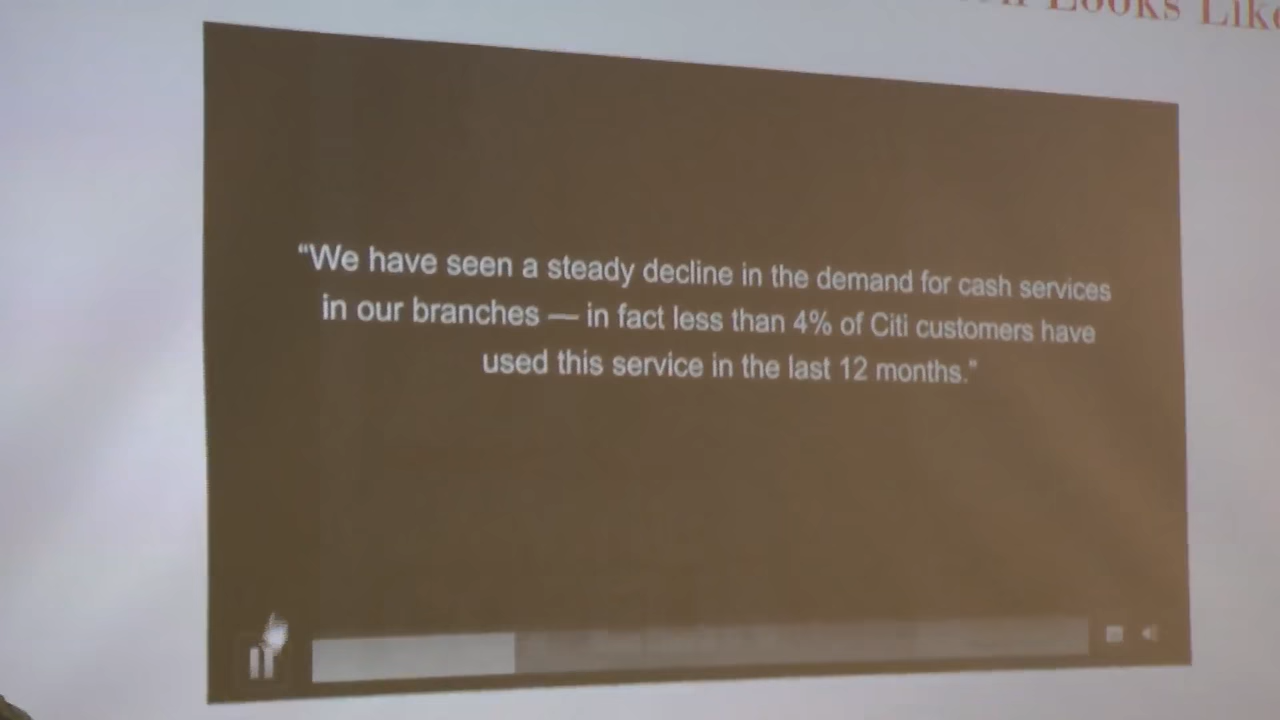 Looks
“We have seen a steady decline in the demand for cash services
in our branches — in fact less than 4% of Citi customers have
used this service in the last 12 months.”